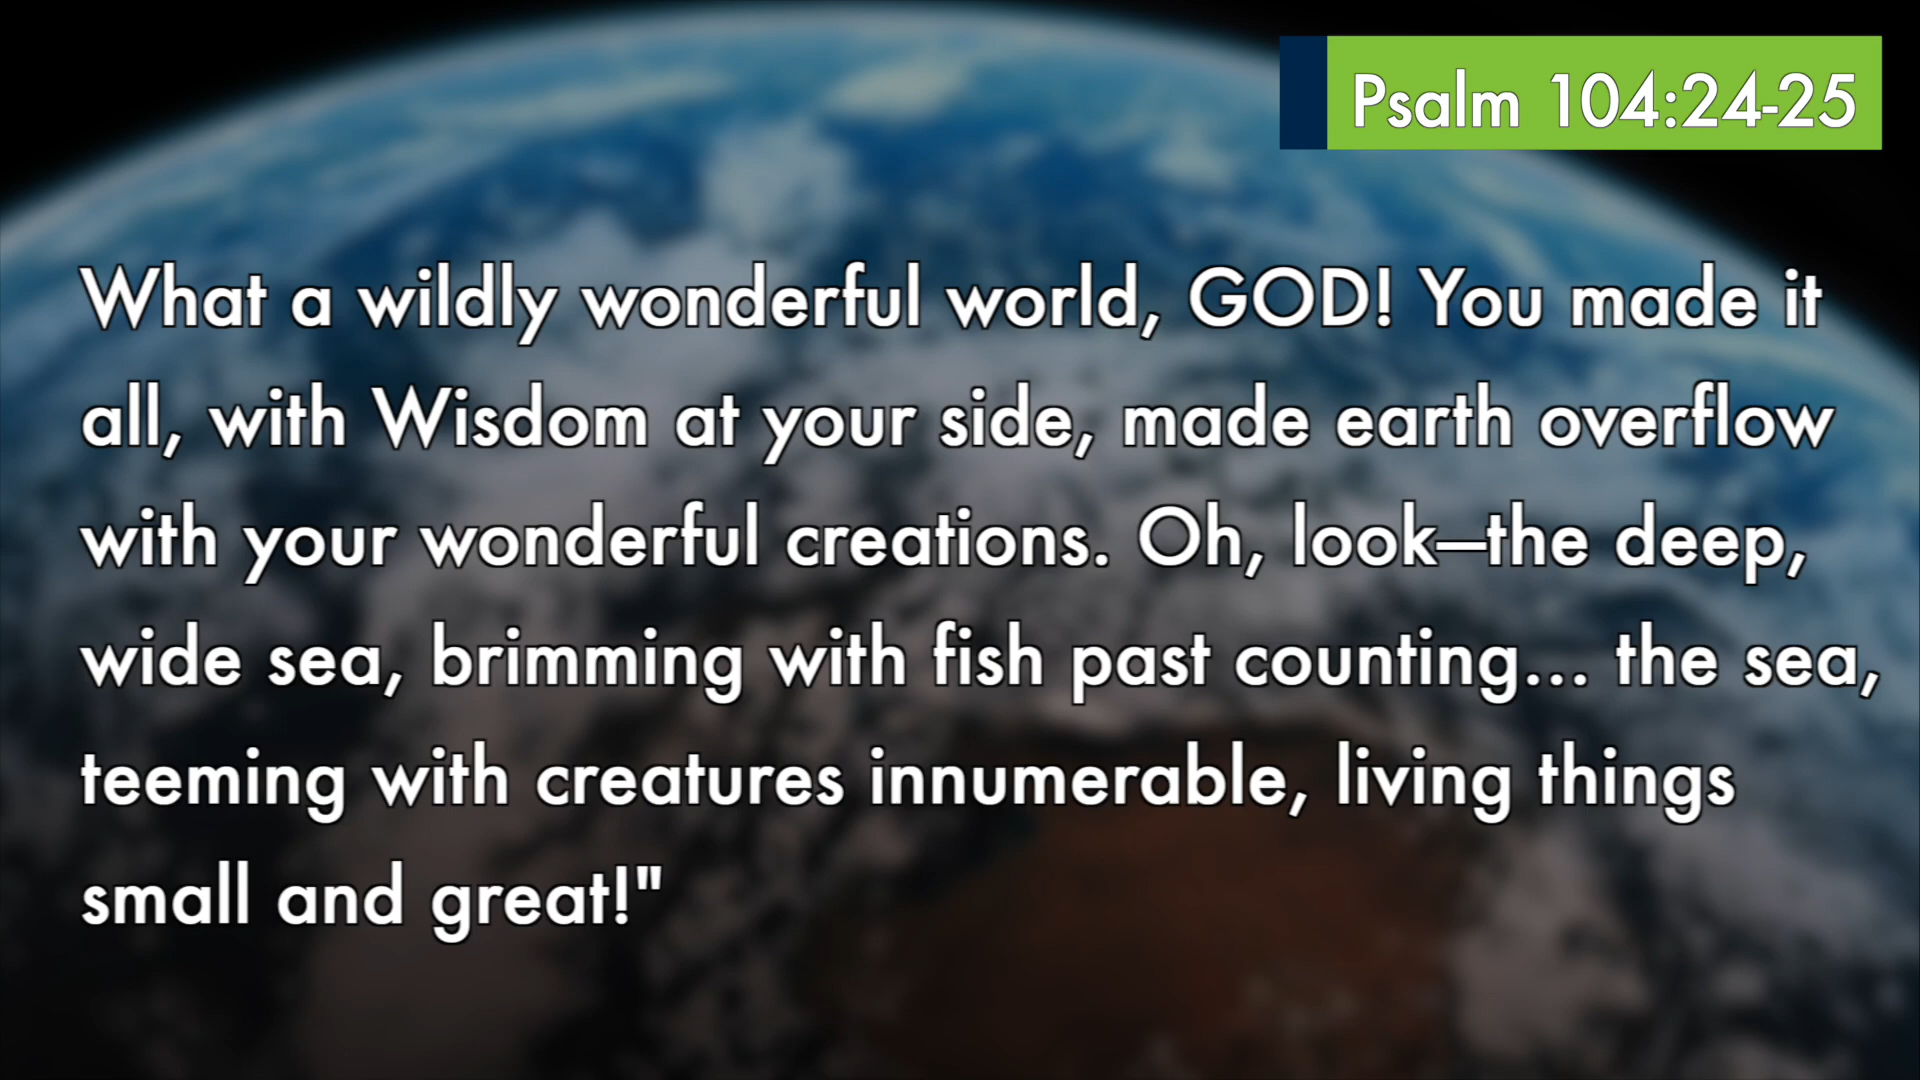 Psalm 104:24-25
What a wildly wonderful world, GOD! You made it
all, with Wisdom at your side, made earth overflow
with your wonderful creations. Oh, look—the deep,
wide sea, brimming with fish past counting... the sea,
teeming with creatures innumerable, living things
small and great!"